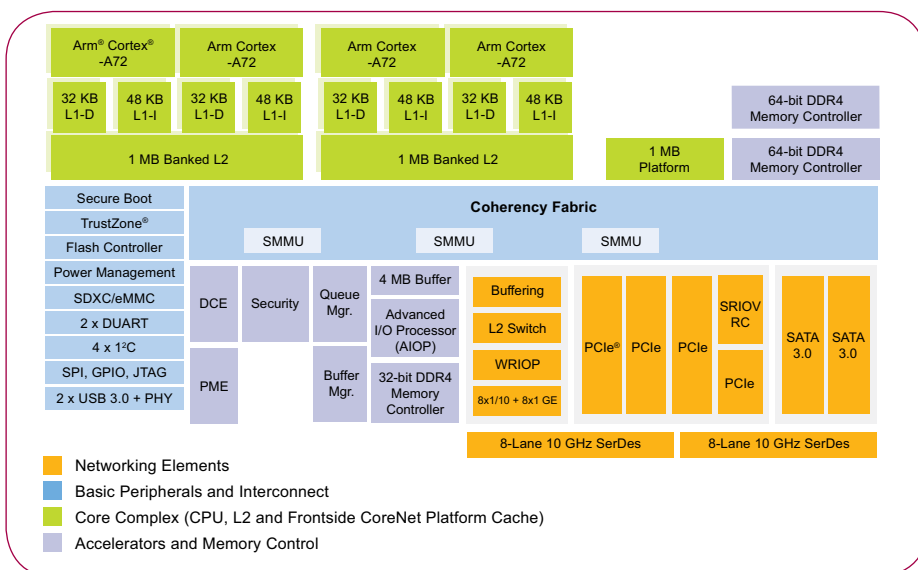 Arm® Cortex®
-A72
Arm Cortex
-A72
Arm Cortex
-A72
Arm Cortex
-A72
32 KB
L1-D
48 KB
L1-I
32 KB
L1-D
48 KB
L1-I
32 KB
L1-D
48 KB
L1-I
32 KB
L1-D
48 KB
L1-I
64-bit DDR4
Memory Controller
1 MB Banked L2
1 MB Banked L2
1 MB
Platform
64-bit DDR4
Memory Controller
Secure Boot
TrustZone®
Flash Controller
Power Management
SDXC/eMMC
2 x DUART
4 x 1²C
SPI, GPIO, JTAG
2 x USB 3.0 + PHY
Coherency Fabric
SMMU
SMMU
SMMU
DCE
Security
Queue
Mgr.
4 MB Buffer
Advanced
I/O Processor
(AIOP)
PME
Buffer
Mgr.
32-bit DDR4
Memory
Controller
Buffering
L2 Switch
WRIOP
8x1/10 + 8x1 GE
PCIe®
PCIe
PCIe
SRIOV
RC
PCIe
SATA
3.0
SATA
3.0
8-Lane 10 GHz SerDes
8-Lane 10 GHz SerDes
Networking Elements
Basic Peripherals and Interconnect
Core Complex (CPU, L2 and Frontside CoreNet Platform Cache)
Accelerators and Memory Control